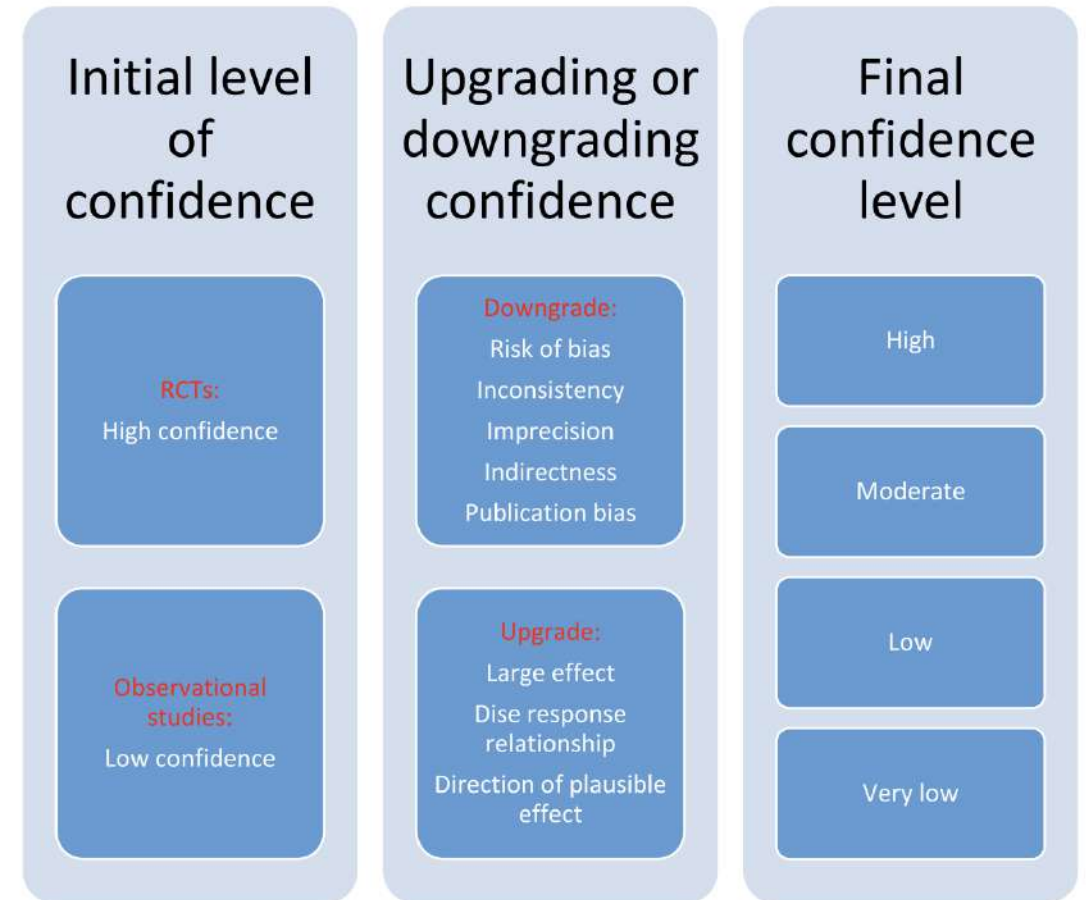 Initial level
of
confidence
RCTs:
High confidence
Observational
studies:
Low confidence
Upgrading or
downgrading
confidence
Downgrade:
Risk of bias
Inconsistency
Imprecision
Indirectness
Publication bias
Upgrade:
Large effect
Dise response
relationship
Direction of plausible
effect
Final
confidence
level
High
Moderate
Low
Very low